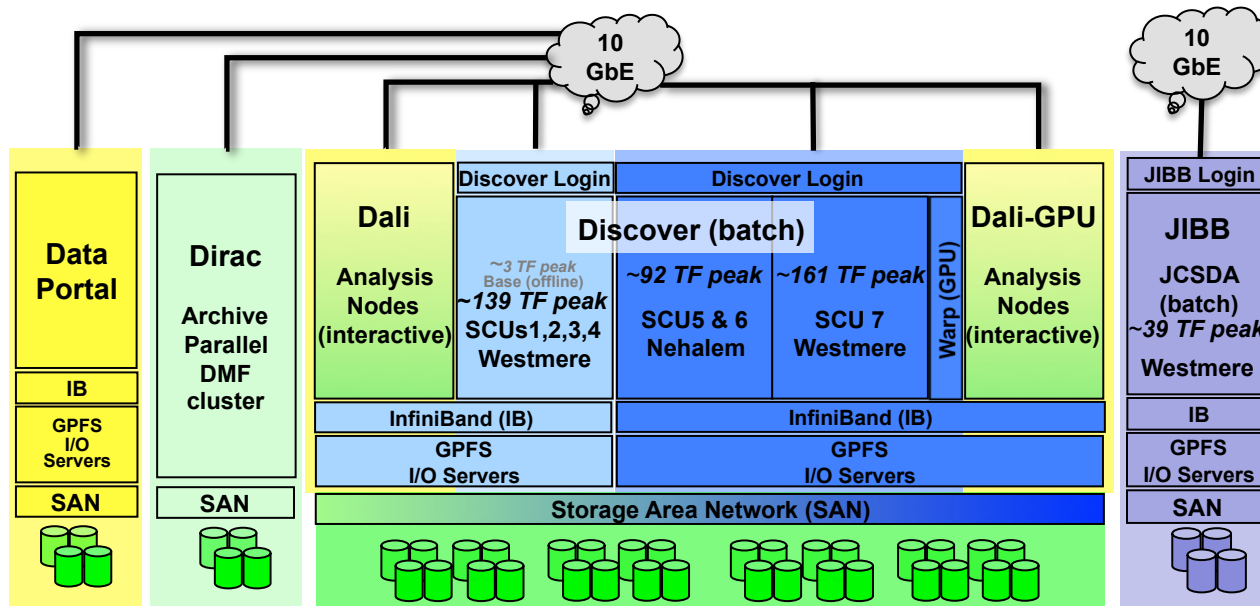 10
GbE
10
GbE
Data
Portal
IB
GPFS
I/O
Servers
SAN
Dirac
Archive
Parallel
DMF
cluster
SAN
Dali
Analysis
Nodes
(interactive)
Discover Login
Discover Login
Discover (batch)
~3 TF peak
Base (offline)
~139 TF peak
SCUs1,2,3,4
Westmere
~92 TF peak
SCU5 & 6
Nehalem
~161 TF peak
SCU 7
Westmere
Warp (GPU)
Dali-GPU
Analysis
Nodes
(interactive)
InfiniBand (IB)
InfiniBand (IB)
GPFS
I/O Servers
GPFS
I/O Servers
Storage Area Network (SAN)
JIBB Login
JIBB
JCSDA
(batch)
~39 TF peak
Westmere
IB
GPFS
I/O Servers
SAN